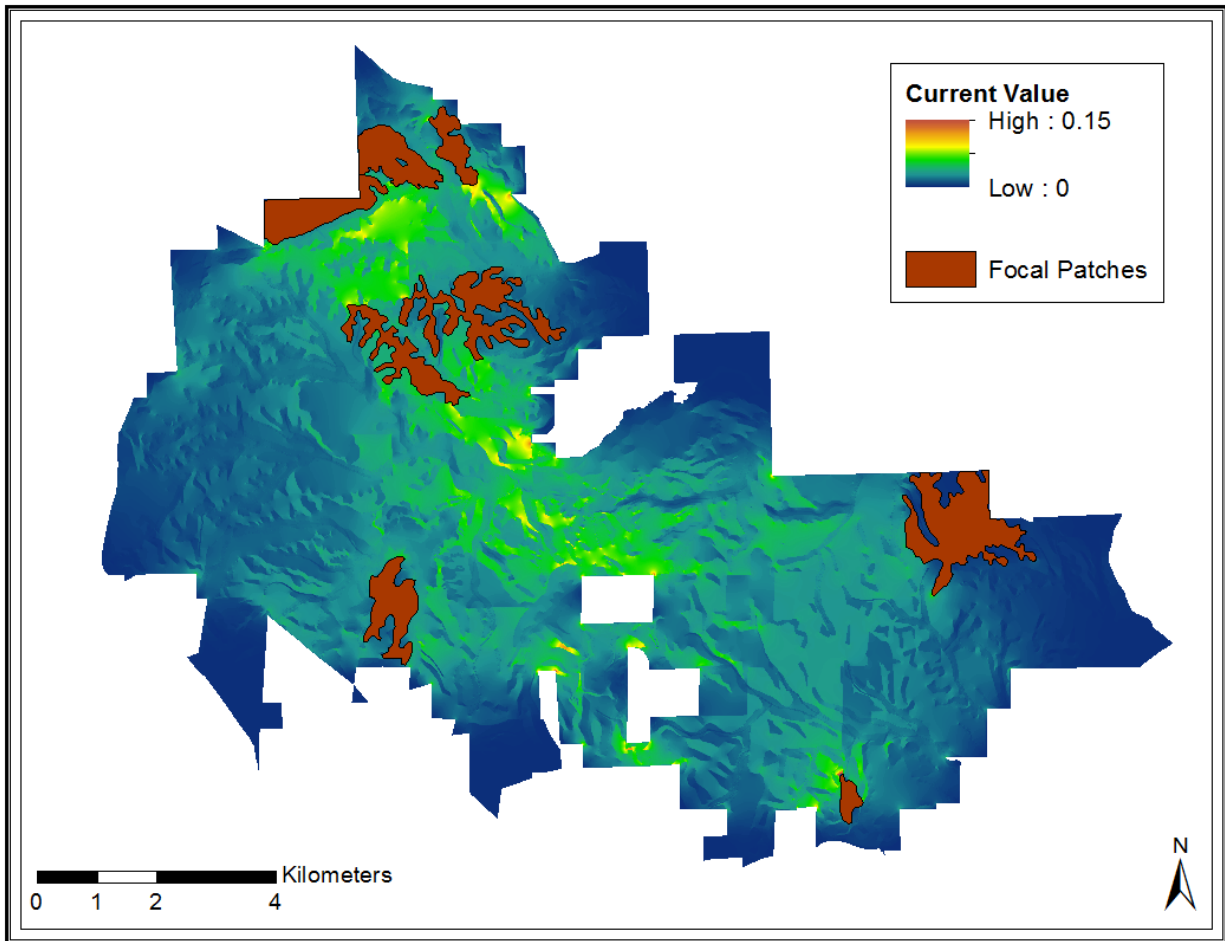 Current Value
High : 0.15
Low : 0
Focal Patches
N
Kilometers
0 1 2 4